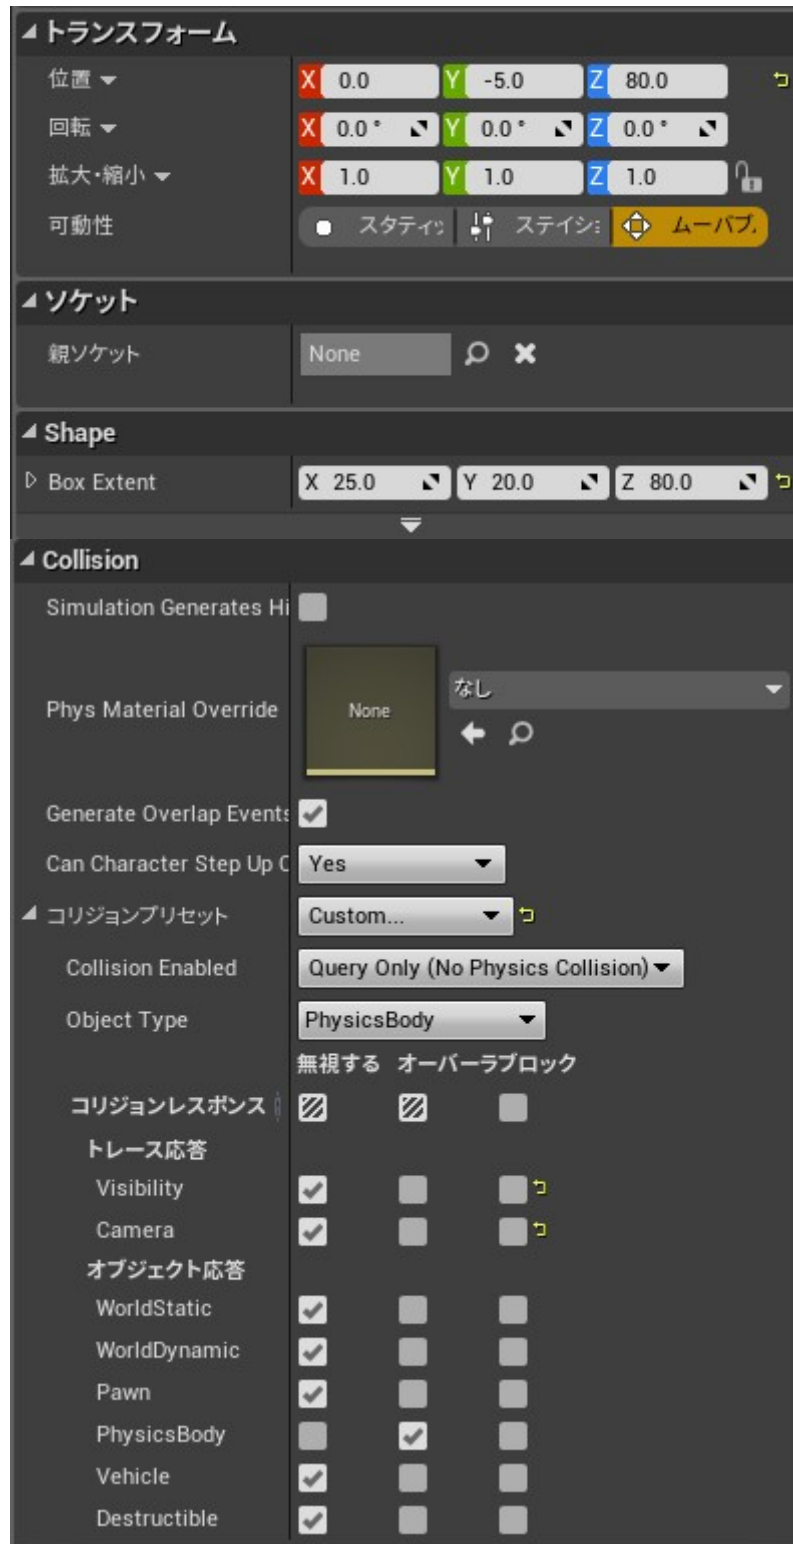 トランスフォーム
位置 X 0.0 Y -5.0 Z 80.0
回転 X 0.0° Y 0.0° Z 0.0°
拡大・縮小 X 1.0 Y 1.0 Z 1.0
可動性 スタティッ ステイショ ムーバブル
ソケット
親ソケット None
Shape
Box Extent X 25.0 Y 20.0 Z 80.0
Collision
Simulation Generates Hi
Phys Material Override None なし
Generate Overlap Events
Can Character Step Up O Yes
コリジョンプリセット Custom...
Collision Enabled Query Only (No Physics Collision)
Object Type PhysicsBody
無視する オーバーラブロック
コリジョンレスポンス
トレース応答
Visibility
Camera
オブジェクト応答
WorldStatic
WorldDynamic
Pawn
PhysicsBody
Vehicle
Destructible